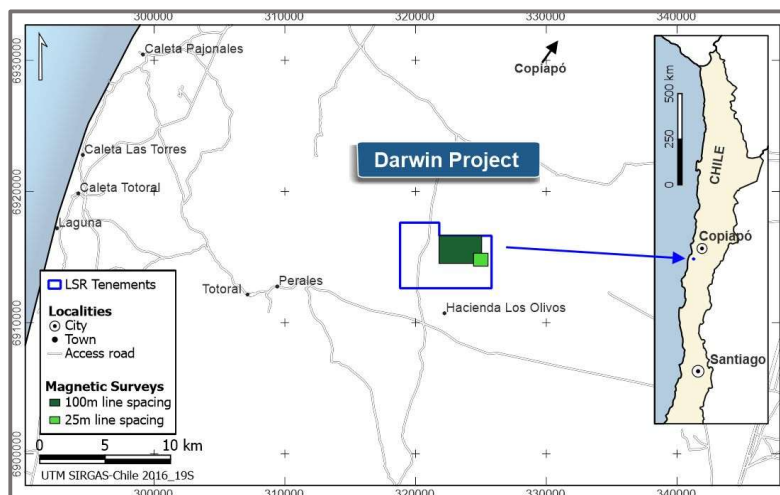 300000
310000
320000
330000
340000
6930000
6920000
6910000
6900000
Caleta Pajonales
Copiapó
Darwin Project
Caleta Las Torres
Caleta Totoral
Laguna
Totoral
Perales
Hacienda Los Olivos
LSR Tenements
Localities
City
Town
Access road
Magnetic Surveys
100m line spacing
25m line spacing
0 5 10 km
UTM SIRGAS-Chile 2016_19S
500 km
250
0
CHILE
Copiapó
Santiago
300000
310000
320000
330000
340000